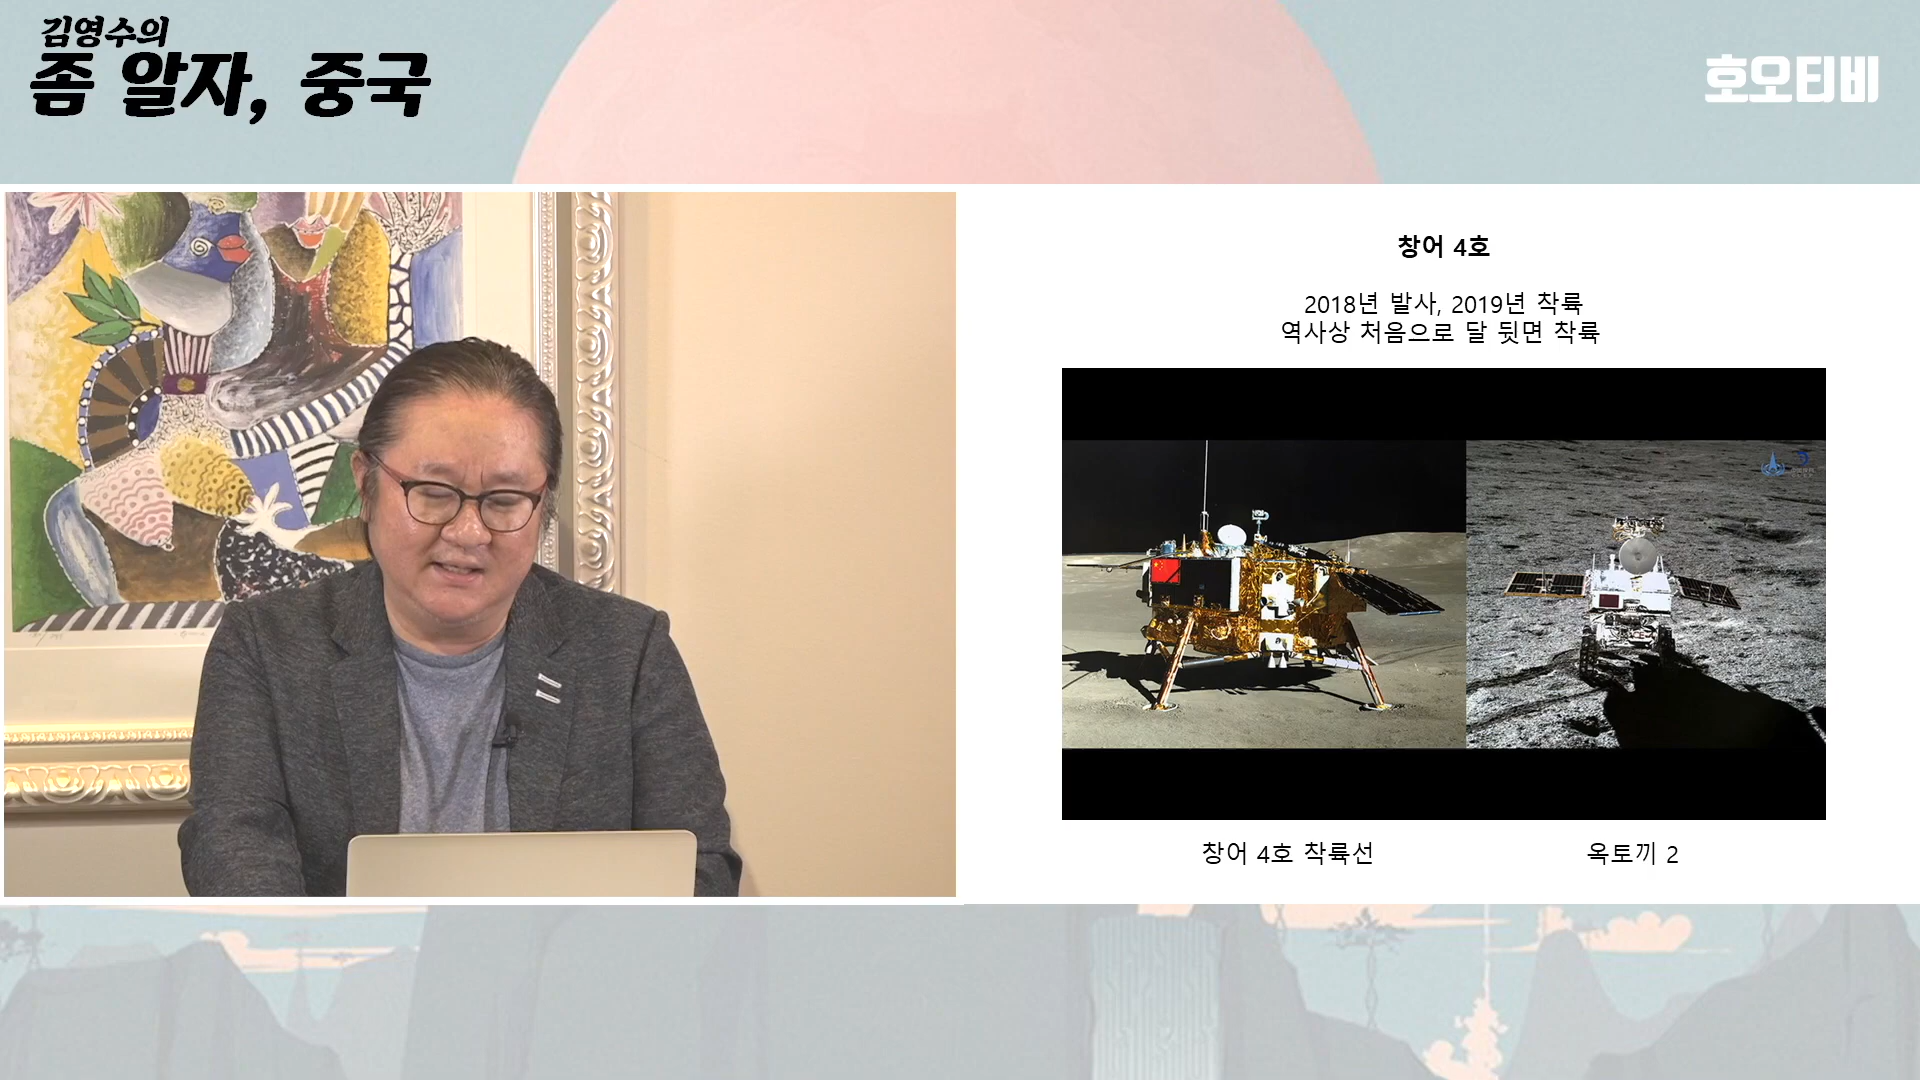 김영수의
좀 알자, 중국
호오티비
창어 4호
2018년 발사, 2019년 착륙
역사상 처음으로 달 뒷면 착륙
창어 4호 착륙선
옥토끼 2